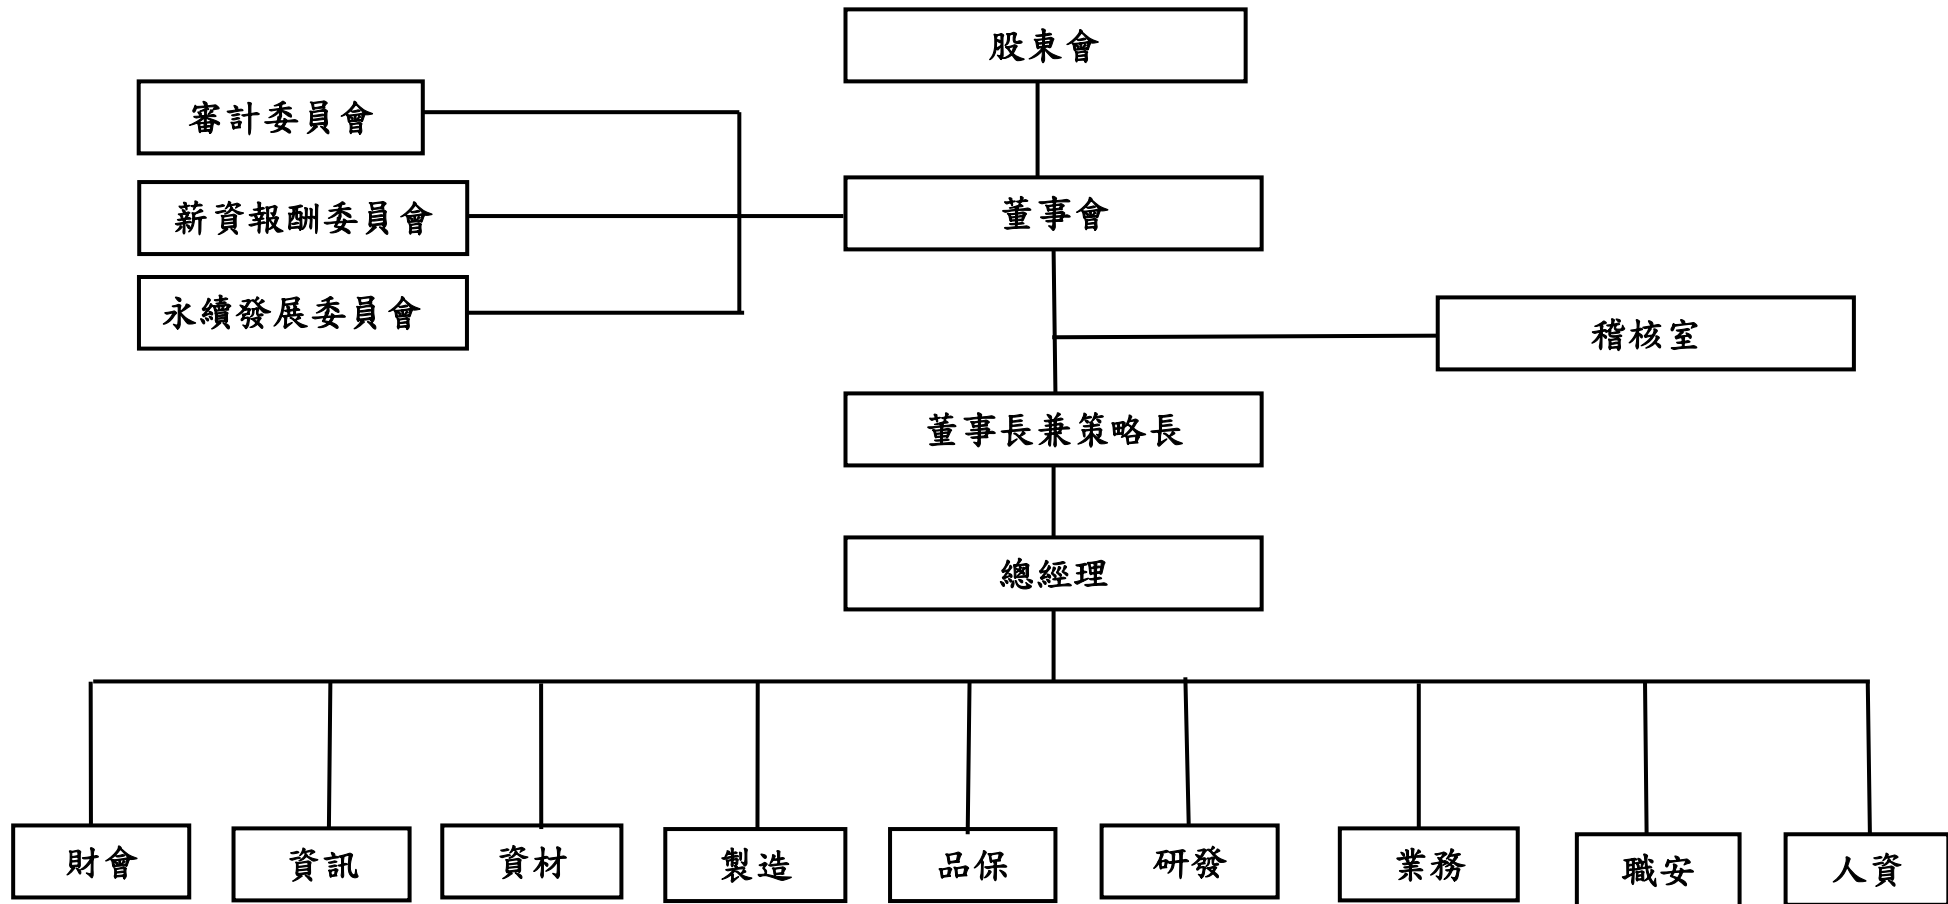 股東會
審計委員會
薪資報酬委員會
董事會
永續發展委員會
稽核室
董事長兼策略長
總經理
財會
資訊
資材
製造
品保
研發
業務
職安
人資